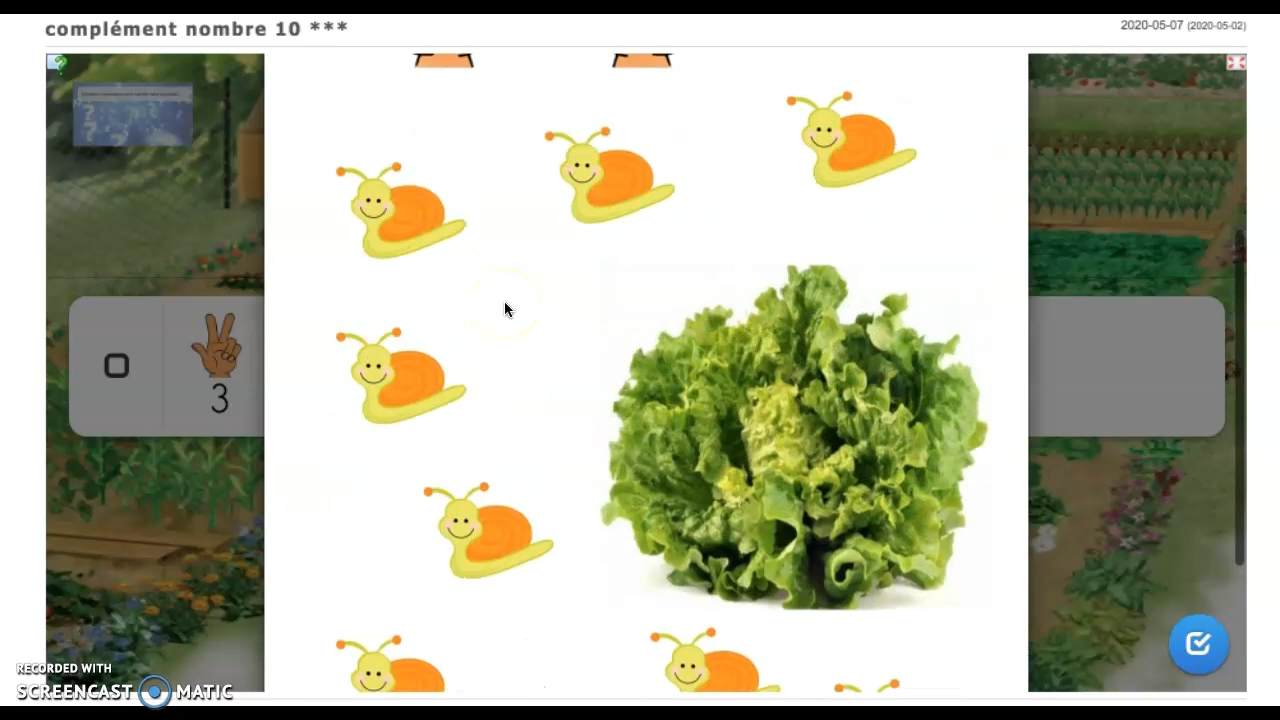 complément nombre 10 ***
2020-05-07 (2020-05-02)
3
RECORDED WITH
SCREENCAST MATIC